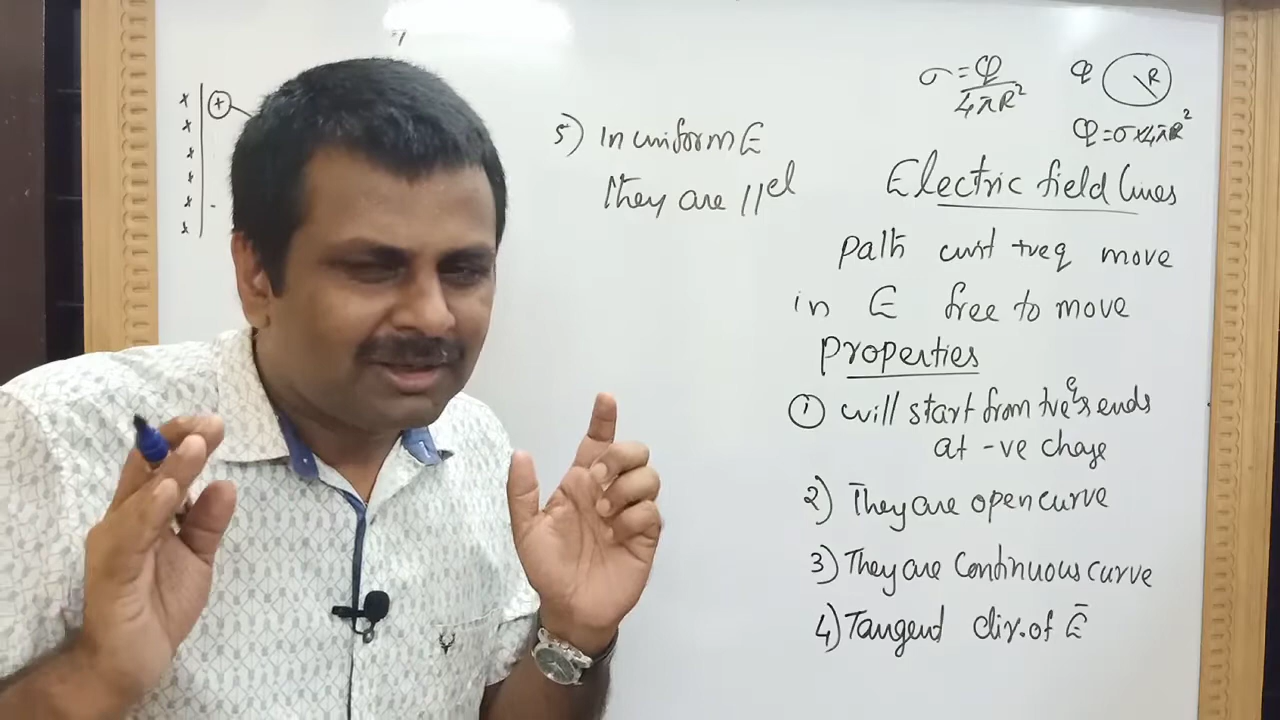 σ = φ / 4πR²
φ
R
φ = σ × 4πR²
Electric field lines
path unit +ve q move
in E free to move
Properties
① will start from +ve q's ends
at -ve charge
2) They are open curve
3) They are Continuous curve
4) Tangend dir. of E
5) In uniform E
They are ||el
+
x
x
x
x
x
x